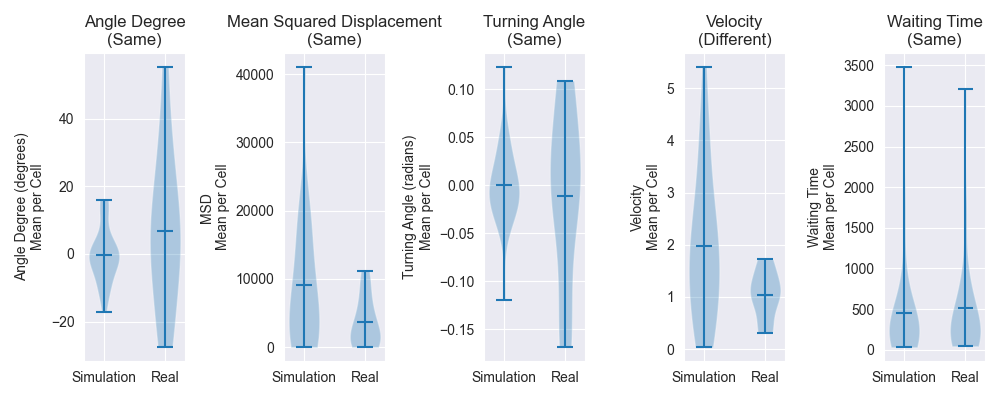 Angle Degree
(Same)
Angle Degree (degrees)
Mean per Cell
40
20
0
−20
Simulation
Real
Mean Squared Displacement
(Same)
MSD
Mean per Cell
40000
30000
20000
10000
0
Simulation
Real
Turning Angle
(Same)
Turning Angle (radians)
Mean per Cell
0.10
0.05
0.00
−0.05
−0.10
−0.15
Simulation
Real
Velocity
(Different)
Velocity
Mean per Cell
5
4
3
2
1
0
Simulation
Real
Waiting Time
(Same)
Waiting Time
Mean per Cell
3500
3000
2500
2000
1500
1000
500
0
Simulation
Real